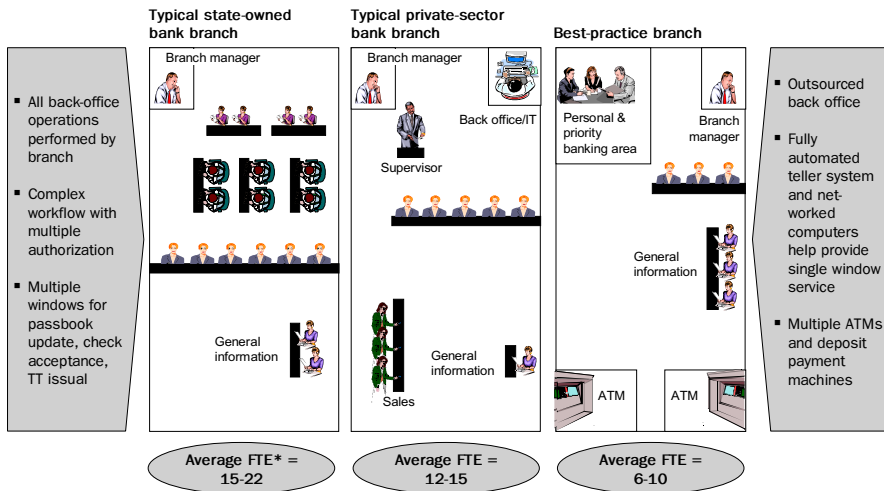 Typical state-owned
bank branch
Typical private-sector
bank branch
Best-practice branch
▪ All back-office
operations
performed by
branch
▪ Complex
workflow with
multiple
authorization
▪ Multiple
windows for
passbook
update, check
acceptance,
TT issual
Branch manager
General
information
Branch manager
Back office/IT
Supervisor
Sales
General
information
Personal &
priority
banking area
Branch
manager
General
information
ATM
ATM
▪ Outsourced
back office
▪ Fully
automated
teller system
and net-
worked
computers
help provide
single window
service
▪ Multiple ATMs
and deposit
payment
machines
Average FTE* =
15-22
Average FTE =
12-15
Average FTE =
6-10